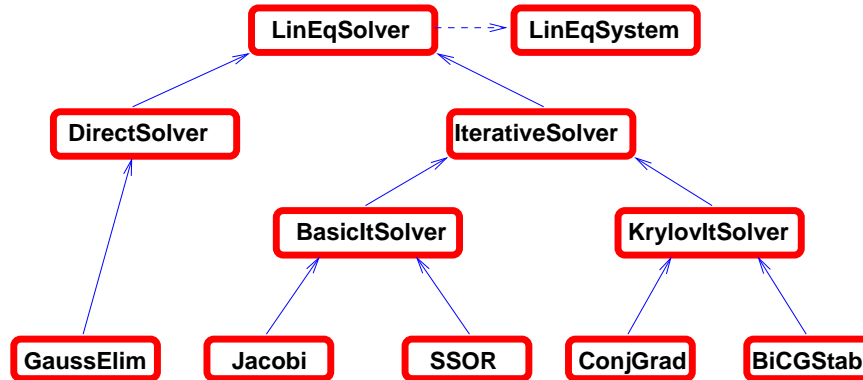 LinEqSolver
LinEqSystem
DirectSolver
IterativeSolver
BasicItSolver
KrylovItSolver
GaussElim
Jacobi
SSOR
ConjGrad
BiCGStab